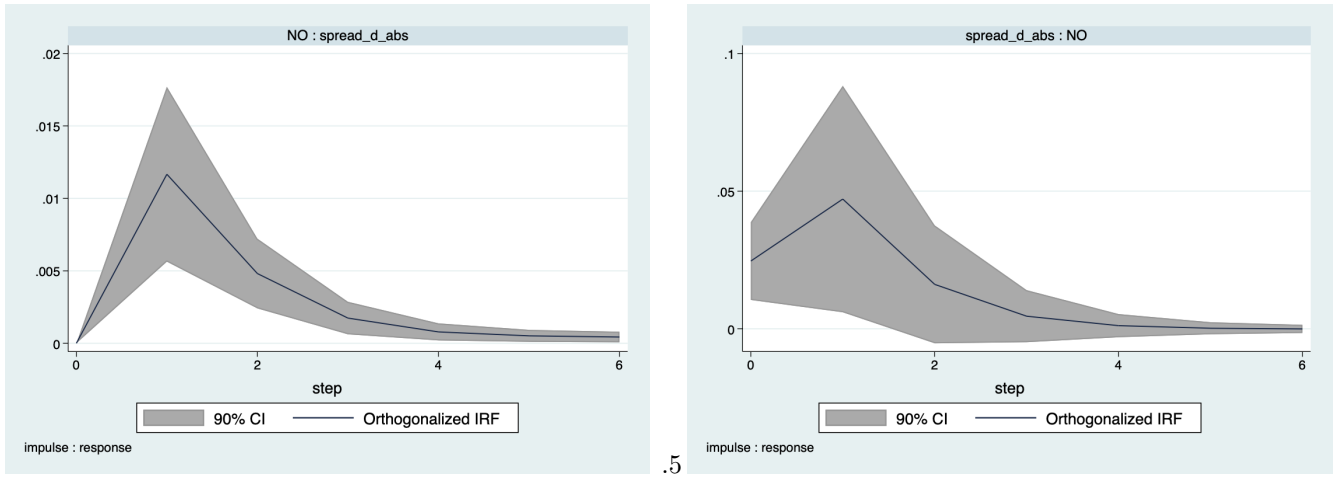 NO : spread_d_abs
.02
.015
.01
.005
0
0 2 4 6
step
90% CI Orthogonalized IRF
impulse : response
.5
spread_d_abs : NO
.1
.05
0
0 2 4 6
step
90% CI Orthogonalized IRF
impulse : response